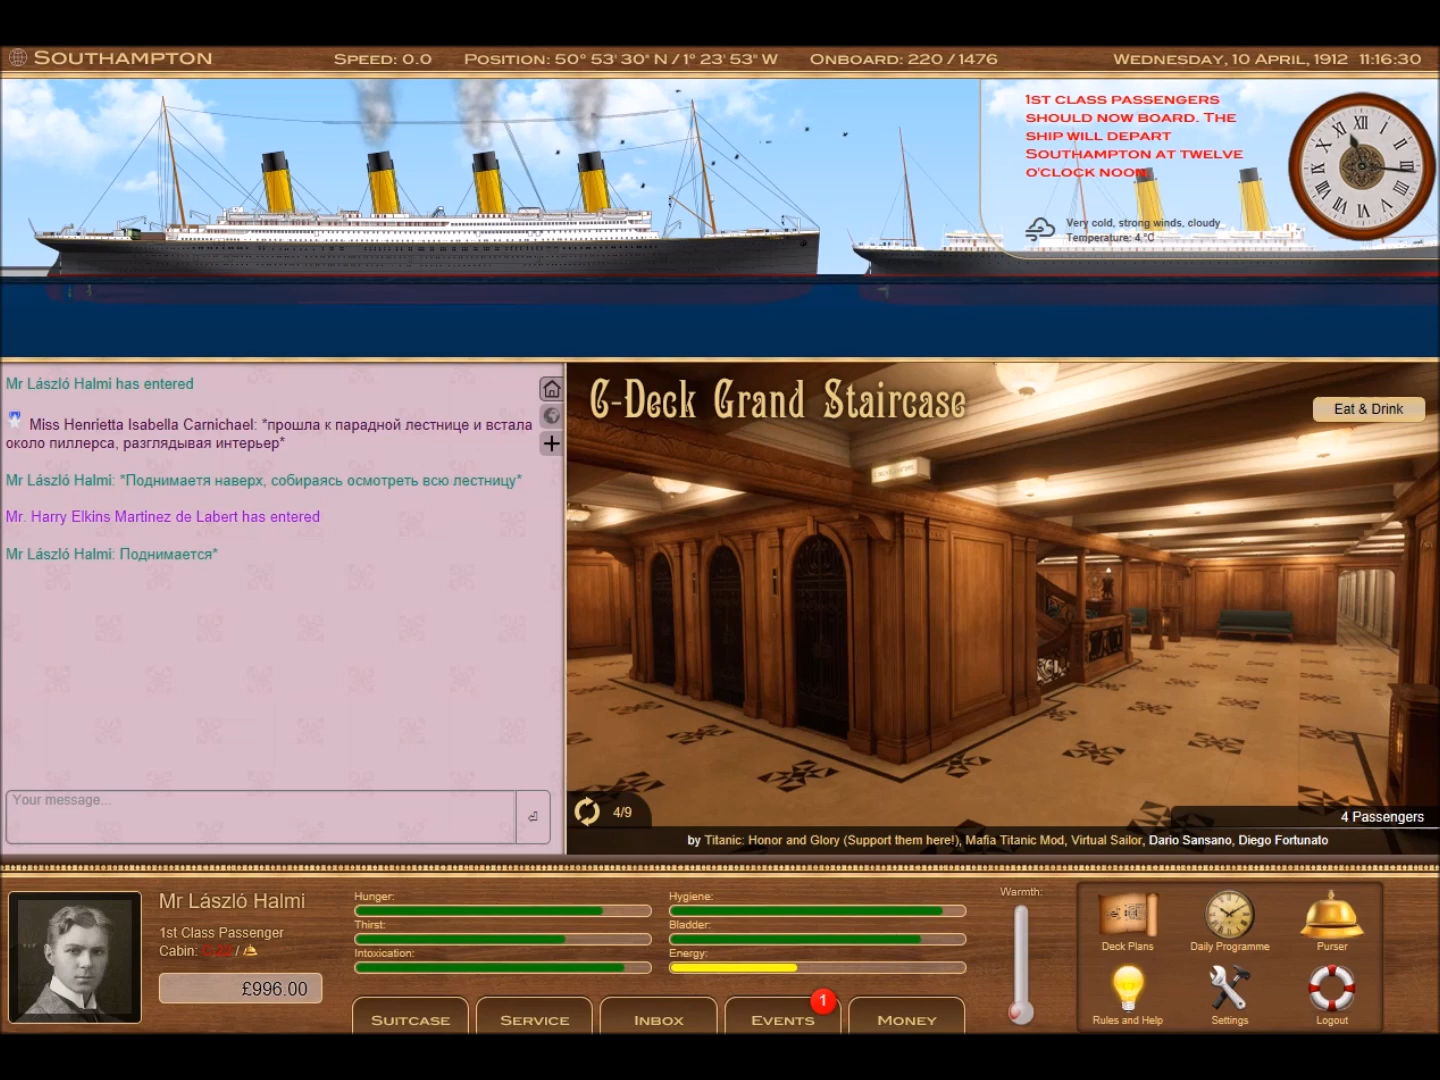 SOUTHAMPTON
SPEED: 0.0
POSITION: 50° 53' 30" N / 1° 23' 53" W
ONBOARD: 220 / 1476
WEDNESDAY, 10 APRIL, 1912 11:16:30
1ST CLASS PASSENGERS
SHOULD NOW BOARD. THE
SHIP WILL DEPART
SOUTHAMPTON AT TWELVE
O'CLOCK NOON.
Very cold, strong winds, cloudy
Temperature: 4 °C
Mr László Halmi has entered
Miss Henrietta Isabella Carnichael: *прошла к парадной лестнице и встала
около пиллерса, разглядывая интерьер*
Mr László Halmi: *Поднимаетя наверх, собираясь осмотреть всю лестницу*
Mr. Harry Elkins Martinez de Labert has entered
Mr László Halmi: Поднимается*
Your message...
C-Deck Grand Staircase
Eat & Drink
4/9
4 Passengers
by Titanic: Honor and Glory (Support them here!), Mafia Titanic Mod, Virtual Sailor, Dario Sansano, Diego Fortunato
Mr László Halmi
1st Class Passenger
Cabin: /
£996.00
Hunger:
Thirst:
Intoxication:
Hygiene:
Bladder:
Energy:
Warmth:
SUITCASE
SERVICE
INBOX
EVENTS
1
MONEY
Deck Plans
Daily Programme
Purser
Rules and Help
Settings
Logout